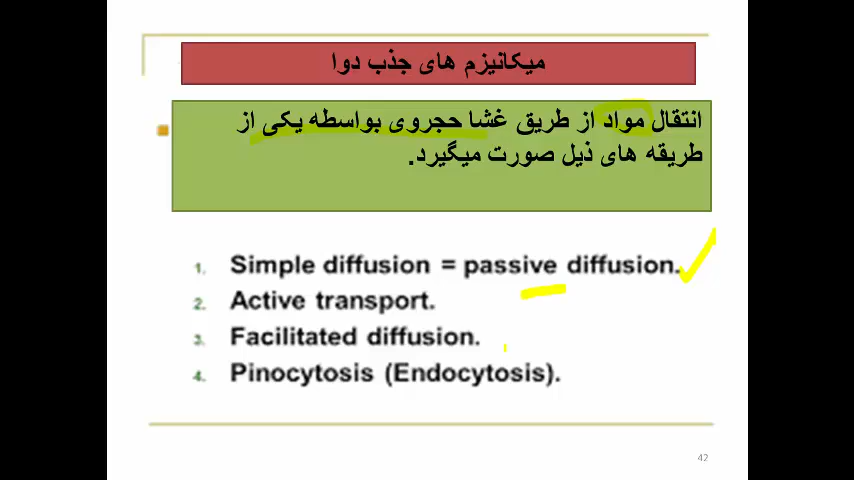 میکانیزم های جذب دوا
انتقال مواد از طریق غشا حجروی بواسطه یکی از
طریقه های ذیل صورت میگیرد.
1. Simple diffusion = passive diffusion.
2. Active transport.
3. Facilitated diffusion.
4. Pinocytosis (Endocytosis).
42